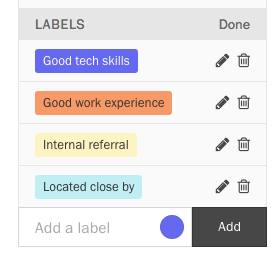 LABELS Done
Good tech skills
Good work experience
Internal referral
Located close by
Add a label Add